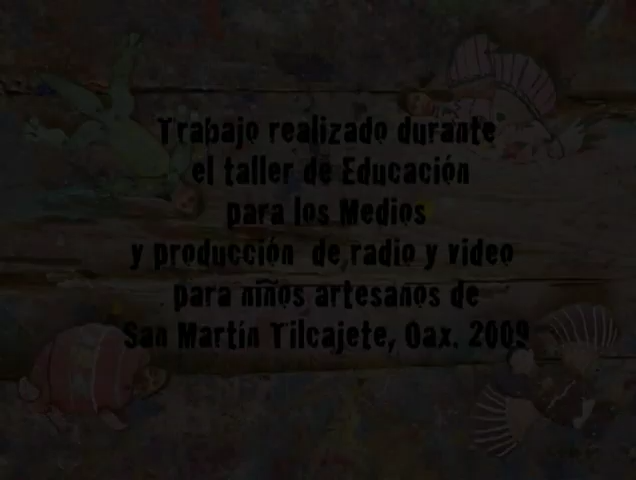 Trabajo realizado durante
el taller de Educación
para los Medios
y producción de radio y video
para niños artesanos de
San Martín Tilcajete, Oax. 2009